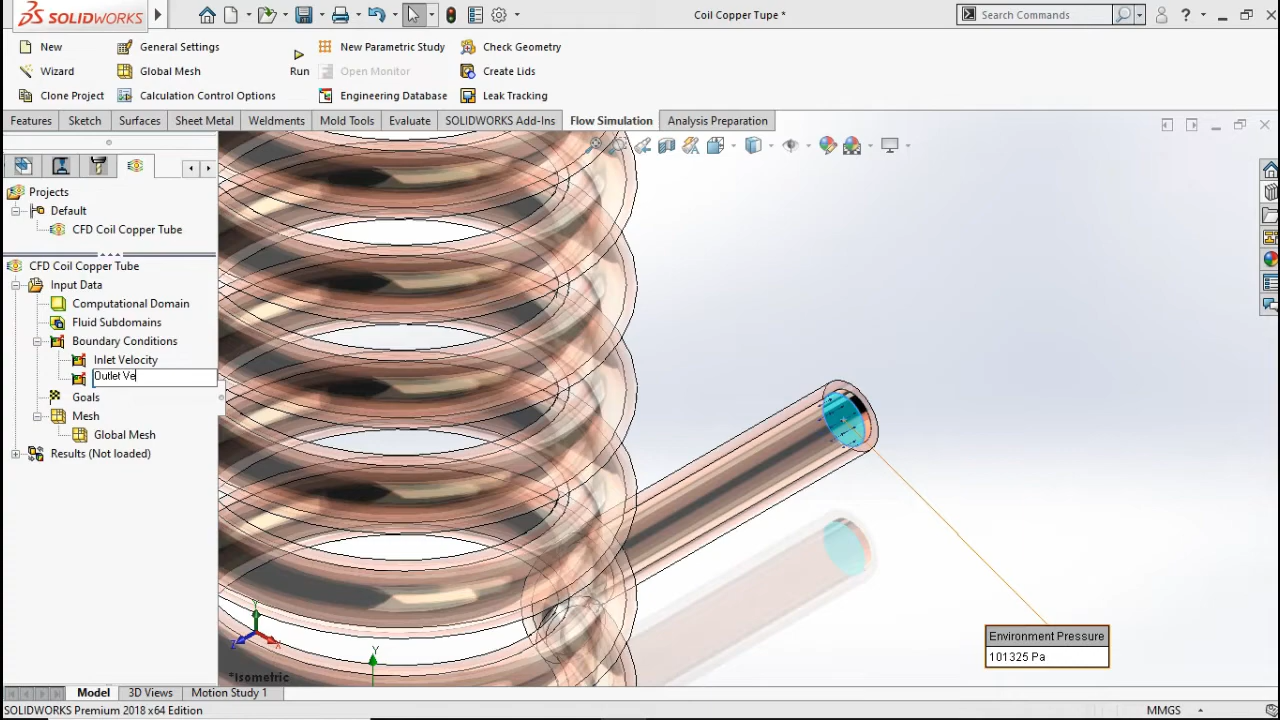 SOLIDWORKS
Coil Copper Tupe *
Search Commands
?
New
General Settings
New Parametric Study
Check Geometry
Wizard
Global Mesh
Run
Open Monitor
Create Lids
Clone Project
Calculation Control Options
Engineering Database
Leak Tracking
Features
Sketch
Surfaces
Sheet Metal
Weldments
Mold Tools
Evaluate
SOLIDWORKS Add-Ins
Flow Simulation
Analysis Preparation
Projects
Default
CFD Coil Copper Tube
CFD Coil Copper Tube
Input Data
Computational Domain
Fluid Subdomains
Boundary Conditions
Inlet Velocity
Outlet Ve
Goals
Mesh
Global Mesh
Results (Not loaded)
Environment Pressure
101325 Pa
Y
Z
X
Y
*Isometric
Model
3D Views
Motion Study 1
SOLIDWORKS Premium 2018 x64 Edition
MMGS